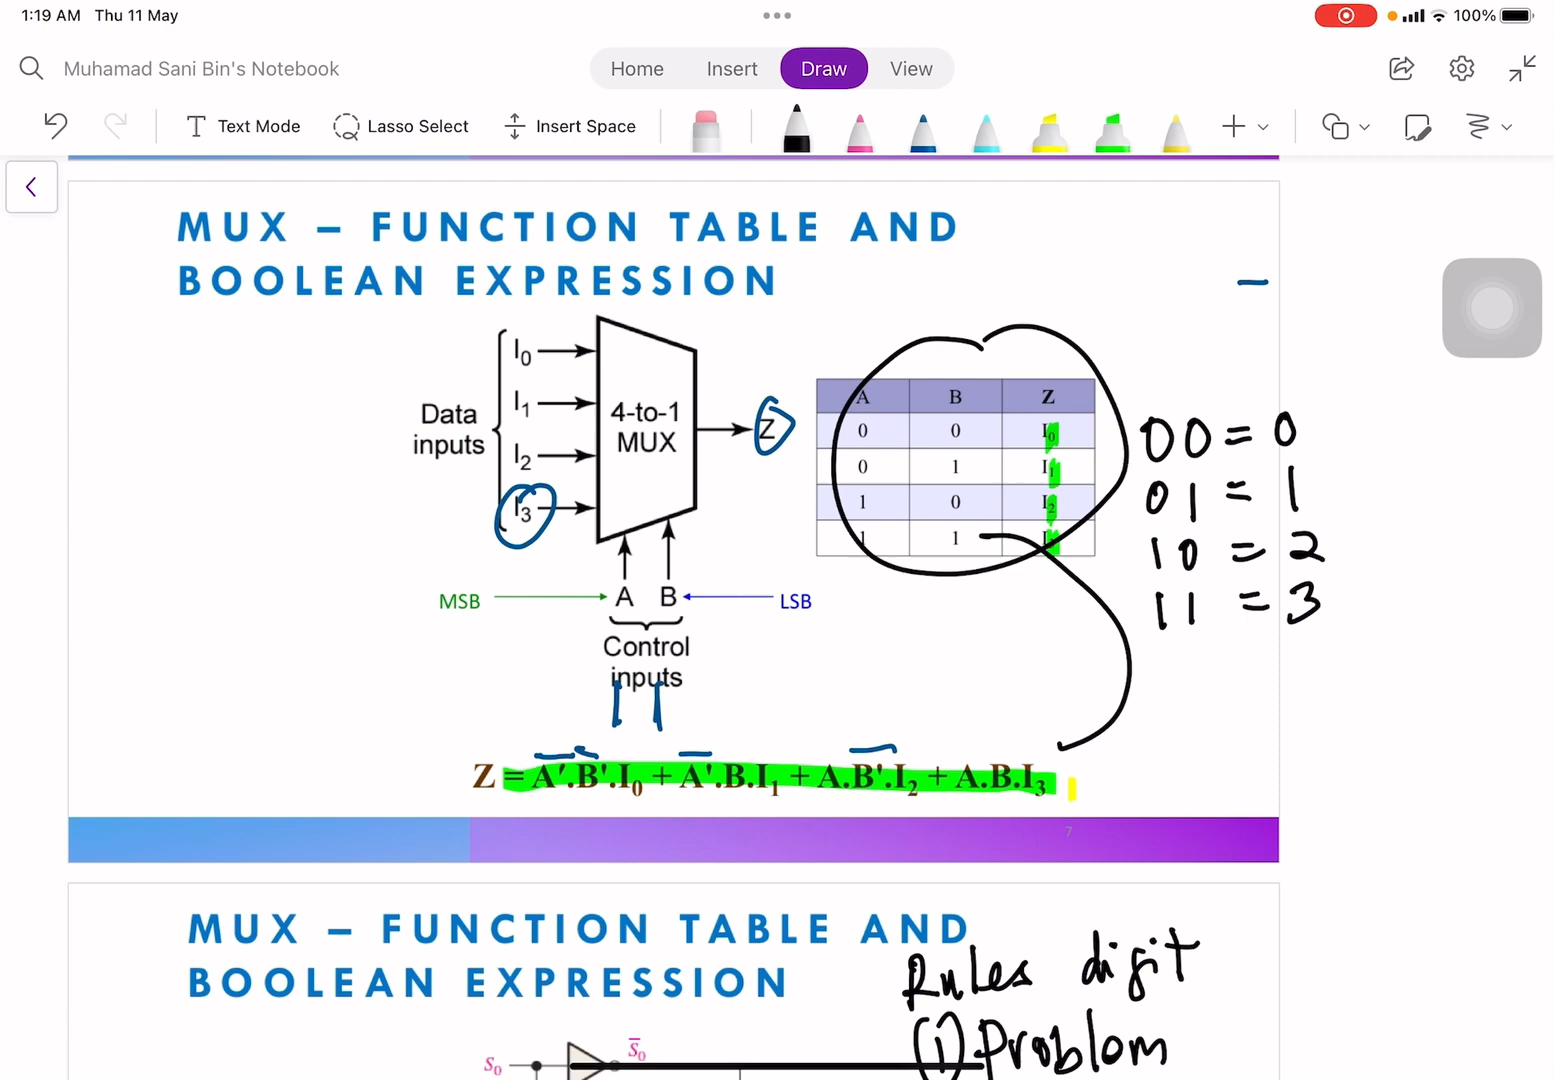 1:19 AM Thu 11 May
100%
Muhamad Sani Bin's Notebook
Home Insert Draw View
Text Mode Lasso Select Insert Space
MUX – FUNCTION TABLE AND
BOOLEAN EXPRESSION
Data
inputs
I0
I1
I2
I3
4-to-1
MUX
Z
A B Z
0 0 I0
0 1 I1
1 0 I2
1 1 I
00 = 0
01 = 1
10 = 2
11 = 3
MSB A B LSB
Control
inputs
11
Z = A'.B'.I0 + A'.B.I1 + A.B'.I2 + A.B.I3
7
MUX – FUNCTION TABLE AND
BOOLEAN EXPRESSION
Rules digit
(1) Problom
S0
S̅0